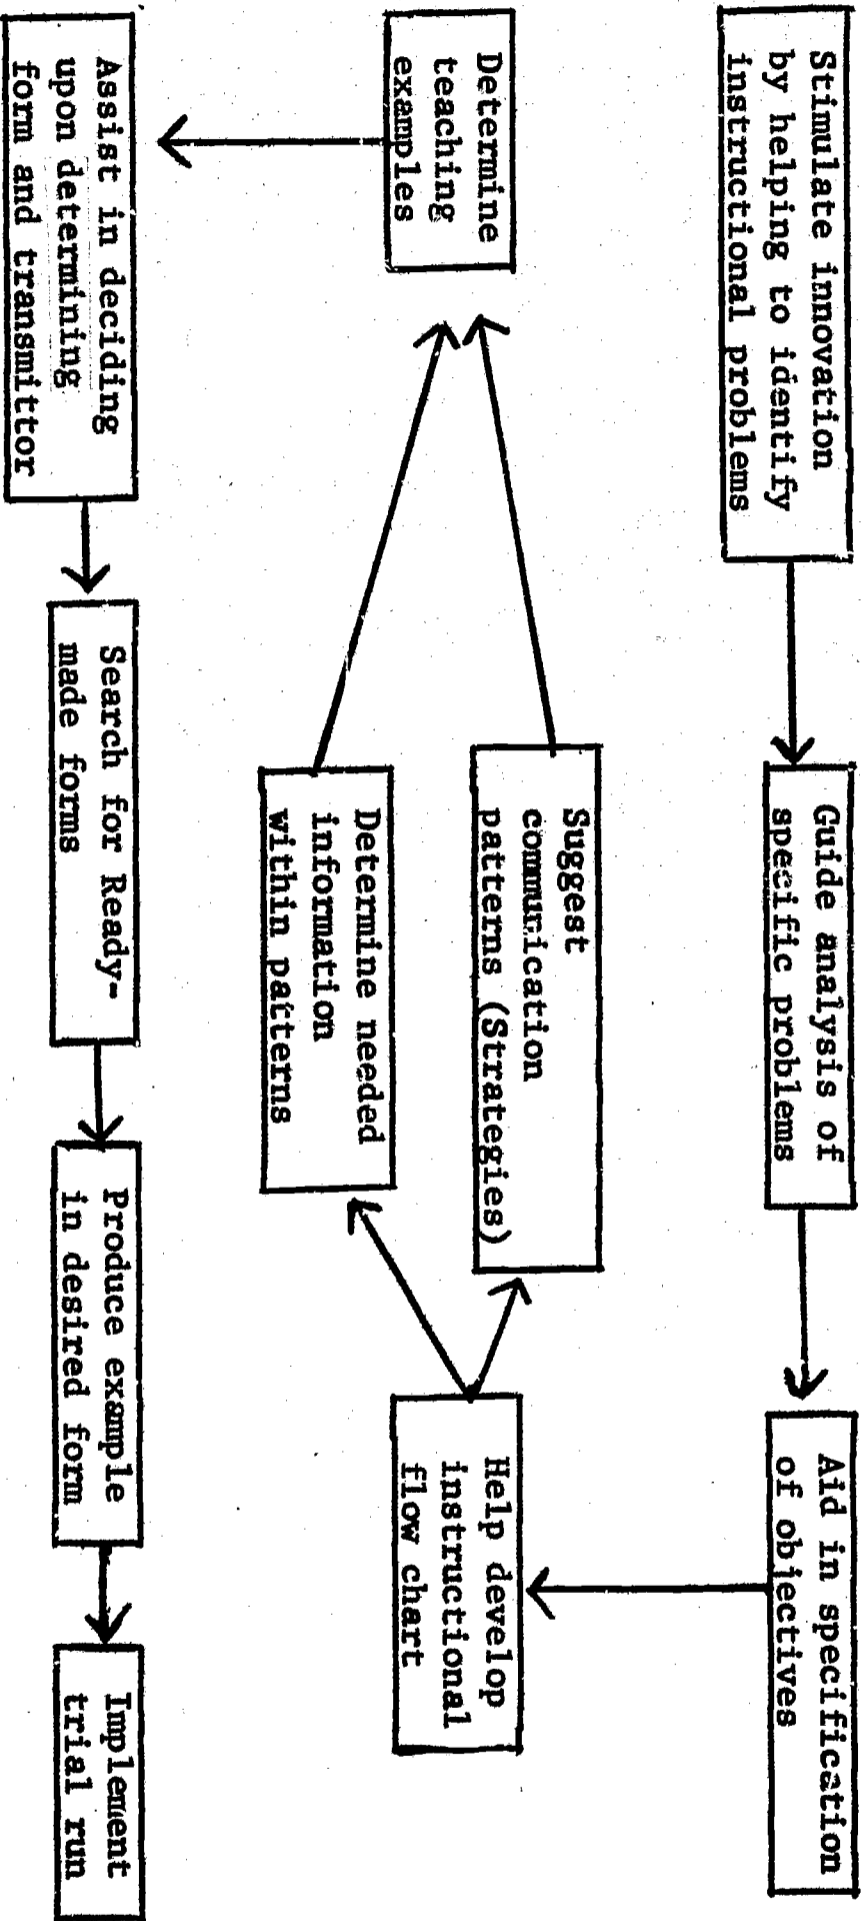 Stimulate innovation
by helping to identify
instructional problems
Guide analysis of
specific problems
Aid in specification
of objectives
Help develop
instructional
flow chart
Suggest
communication
patterns (Strategies)
Determine needed
information
within patterns
Determine
teaching
examples
Assist in deciding
upon determining
form and transmittor
Search for Ready-
made forms
Produce example
in desired form
Implement
trial run